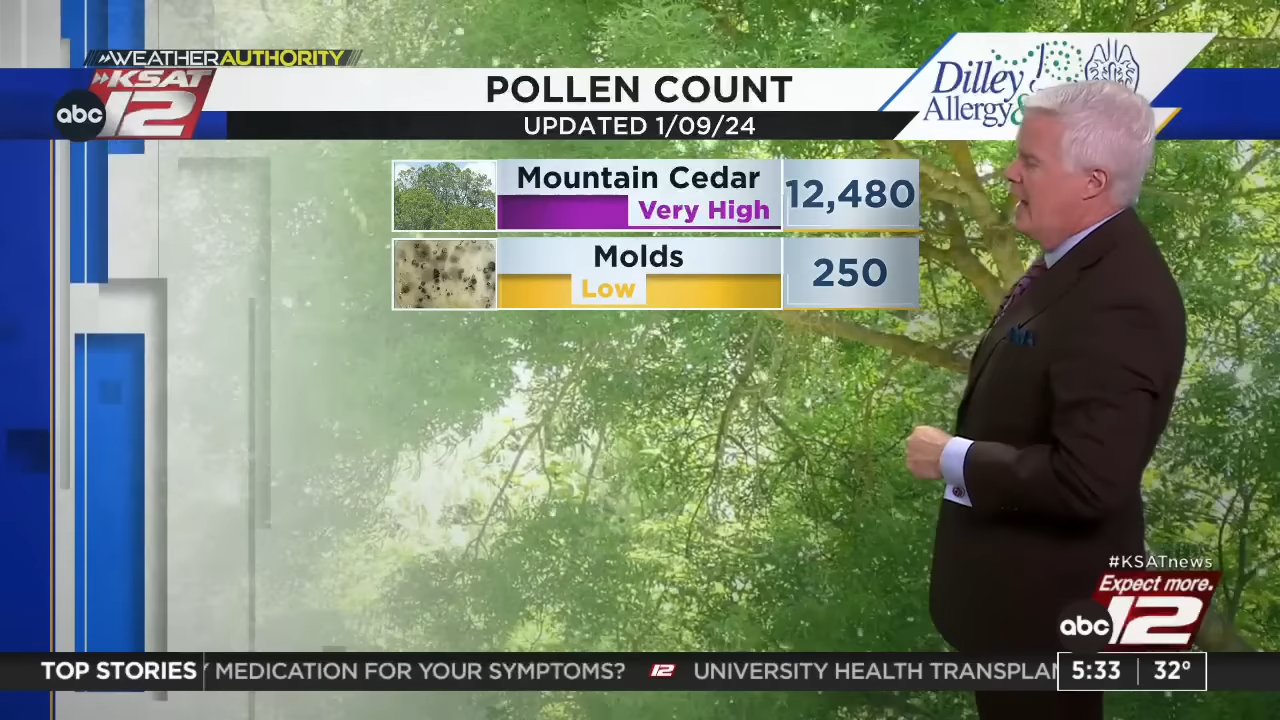 WEATHERAUTHORITY
KSAT
abc 12
POLLEN COUNT
UPDATED 1/09/24
Dilley
Allergy&
Mountain Cedar
Very High
12,480
Molds
Low
250
#KSATnews
Expect more.
abc 12
TOP STORIES
MEDICATION FOR YOUR SYMPTOMS? 12 UNIVERSITY HEALTH TRANSPLAN
5:33 32°